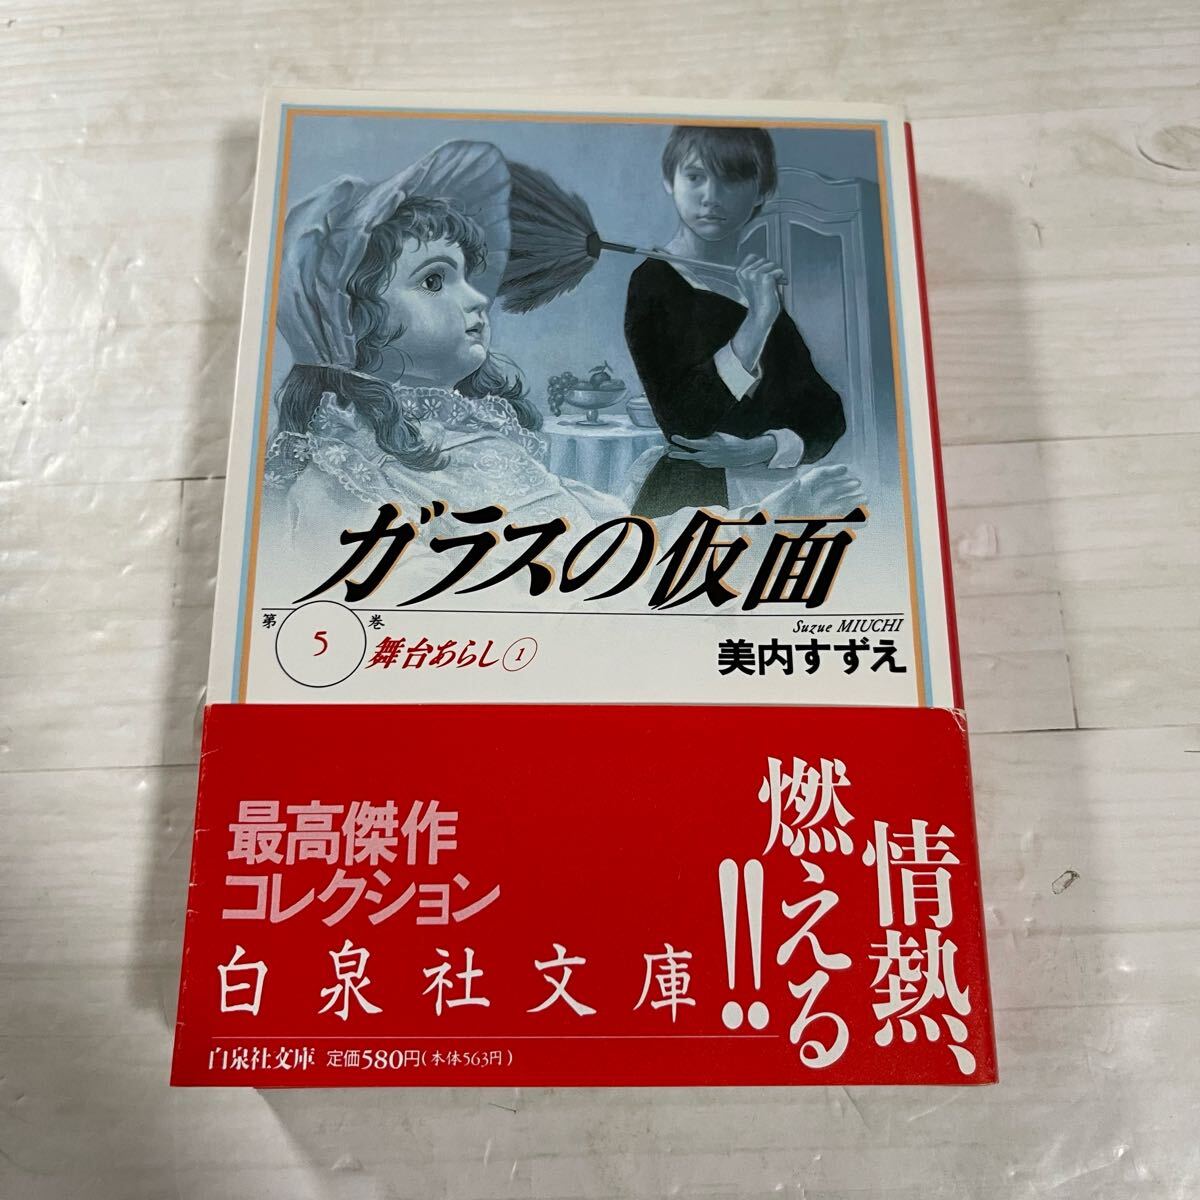 ガラスの仮面
第5巻 舞台あらし①
Suzue MIUCHI
美内すずえ
情熱、
燃える!!
最高傑作
コレクション
白泉社文庫
白泉社文庫 定価580円(本体563円)